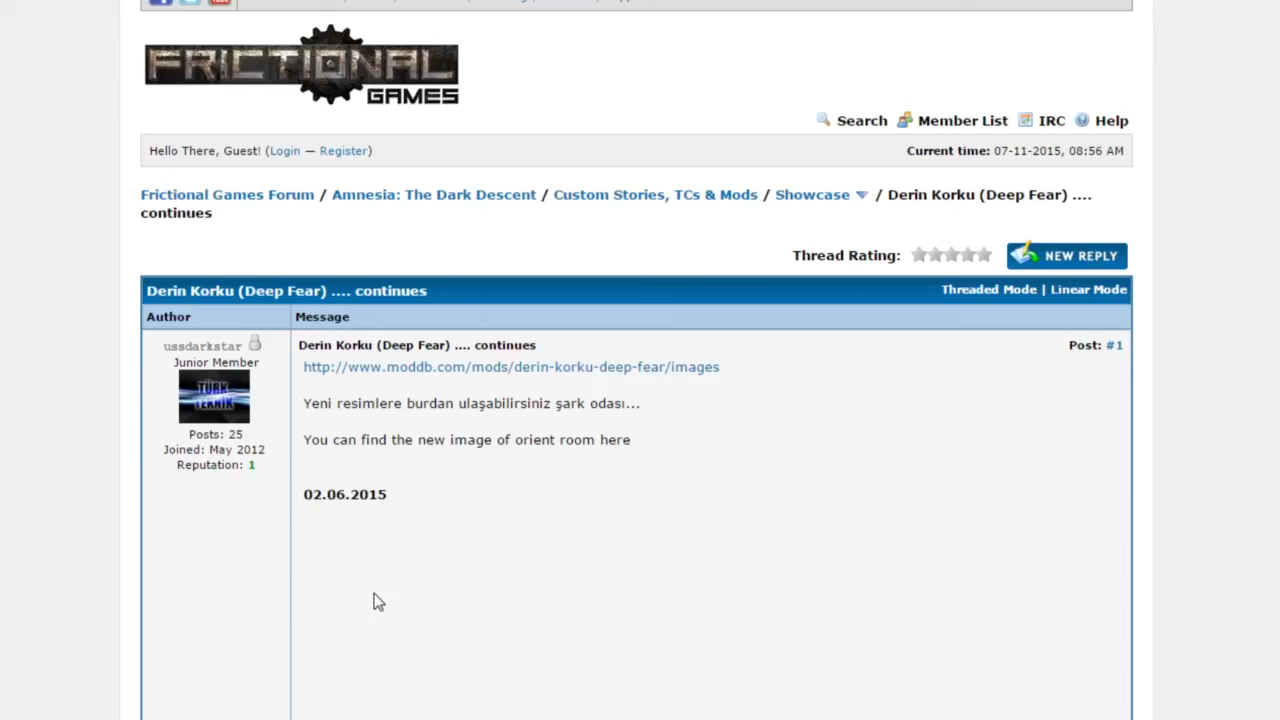 FRICTIONAL
GAMES
Search Member List IRC Help
Hello There, Guest! (Login — Register)
Current time: 07-11-2015, 08:56 AM
Frictional Games Forum / Amnesia: The Dark Descent / Custom Stories, TCs & Mods / Showcase / Derin Korku (Deep Fear) ....
continues
Thread Rating:
NEW REPLY
Derin Korku (Deep Fear) .... continues
Threaded Mode | Linear Mode
Author
Message
ussdarkstar
Junior Member
TÜRK
TEKNİK
Posts: 25
Joined: May 2012
Reputation: 1
Derin Korku (Deep Fear) .... continues
Post: #1
http://www.moddb.com/mods/derin-korku-deep-fear/images
Yeni resimlere burdan ulaşabilirsiniz şark odası...
You can find the new image of orient room here
02.06.2015